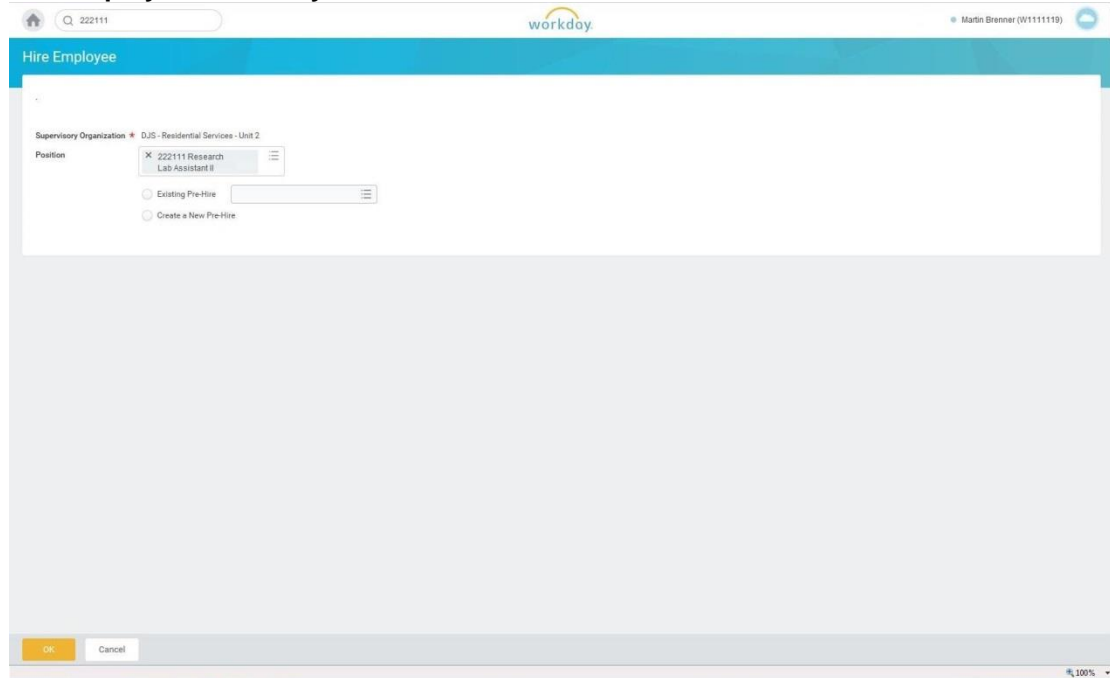 222111
workday.
Martin Brenner (W1111119)
Hire Employee
Supervisory Organization * DJS - Residential Services - Unit 2
Position
× 222111 Research
Lab Assistant II
Existing Pre-Hire
Create a New Pre-Hire
OK Cancel
100%